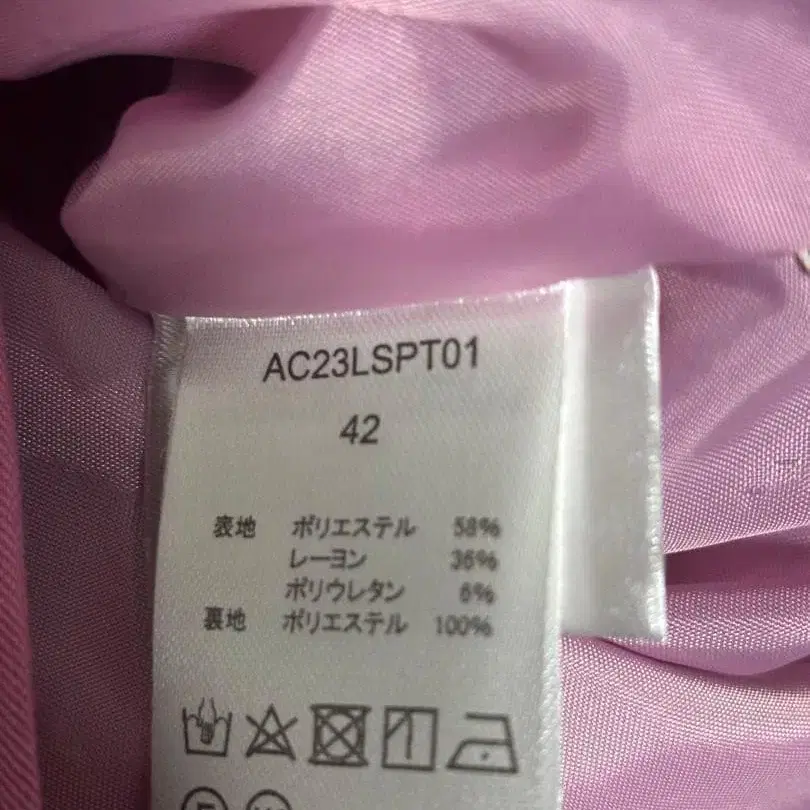 AC23LSPT01
42
表地 ポリエステル 58%
レーヨン 36%
ポリウレタン 6%
裏地 ポリエステル 100%